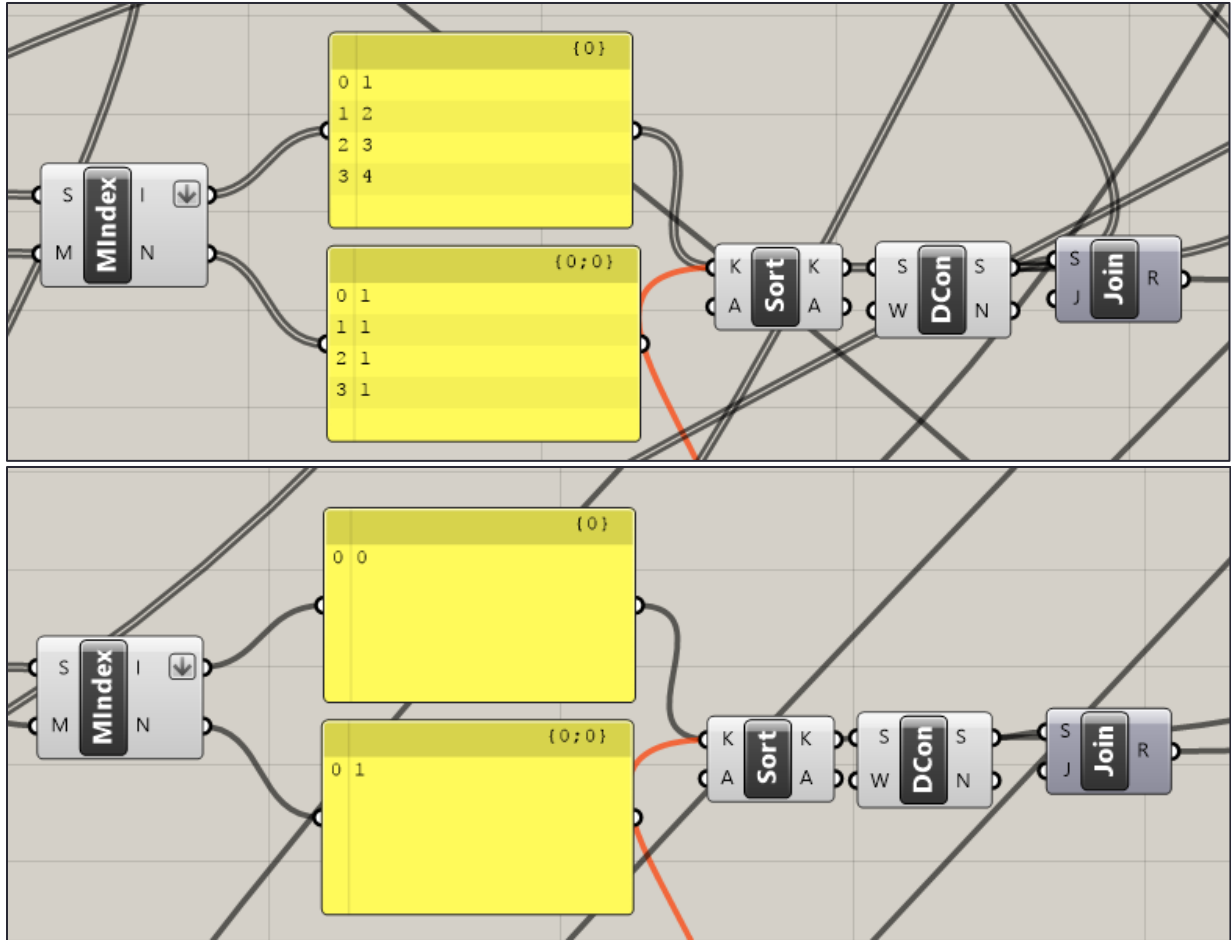 {0}
0 1
1 2
2 3
3 4
S MIndex I
M N
{0;0}
0 1
1 1
2 1
3 1
K Sort K
A A
S DCon S
W N
S Join R
J
{0}
0 0
S MIndex I
M N
{0;0}
0 1
K Sort K
A A
S DCon S
W N
S Join R
J